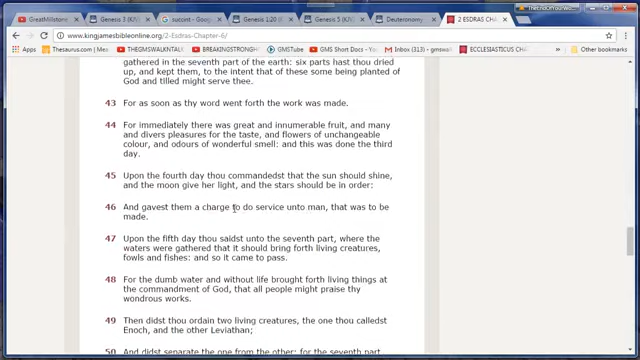 GreatMillstone
Genesis 3 (KJV
succint - Googl
Genesis 1:20 (
Genesis 5 (KJV
Deuteronomy
2 ESDRAS CHAP
www.kingjamesbibleonline.org/2-Esdras-Chapter-6/
Apps
Thesaurus.com
THEGMSWALKNTALK
BREAKINGSTRONGH
GMSTube
GMS Short Docs - Yo
gmswalkntalk@gmail
ECCLESIASTICUS CHA
Other bookmarks
gathered in the seventh part of the earth: six parts hast thou dried
up, and kept them, to the intent that of these some being planted of
God and tilled might serve thee.
43 For as soon as thy word went forth the work was made.
44 For immediately there was great and innumerable fruit, and many
and divers pleasures for the taste, and flowers of unchangeable
colour, and odours of wonderful smell: and this was done the third
day.
45 Upon the fourth day thou commandedst that the sun should shine,
and the moon give her light, and the stars should be in order:
46 And gavest them a charge to do service unto man, that was to be
made.
47 Upon the fifth day thou saidst unto the seventh part, where the
waters were gathered that it should bring forth living creatures,
fowls and fishes: and so it came to pass.
48 For the dumb water and without life brought forth living things at
the commandment of God, that all people might praise thy
wondrous works.
49 Then didst thou ordain two living creatures, the one thou calledst
Enoch, and the other Leviathan;
50 And didst separate the one from the other: for the seventh part,